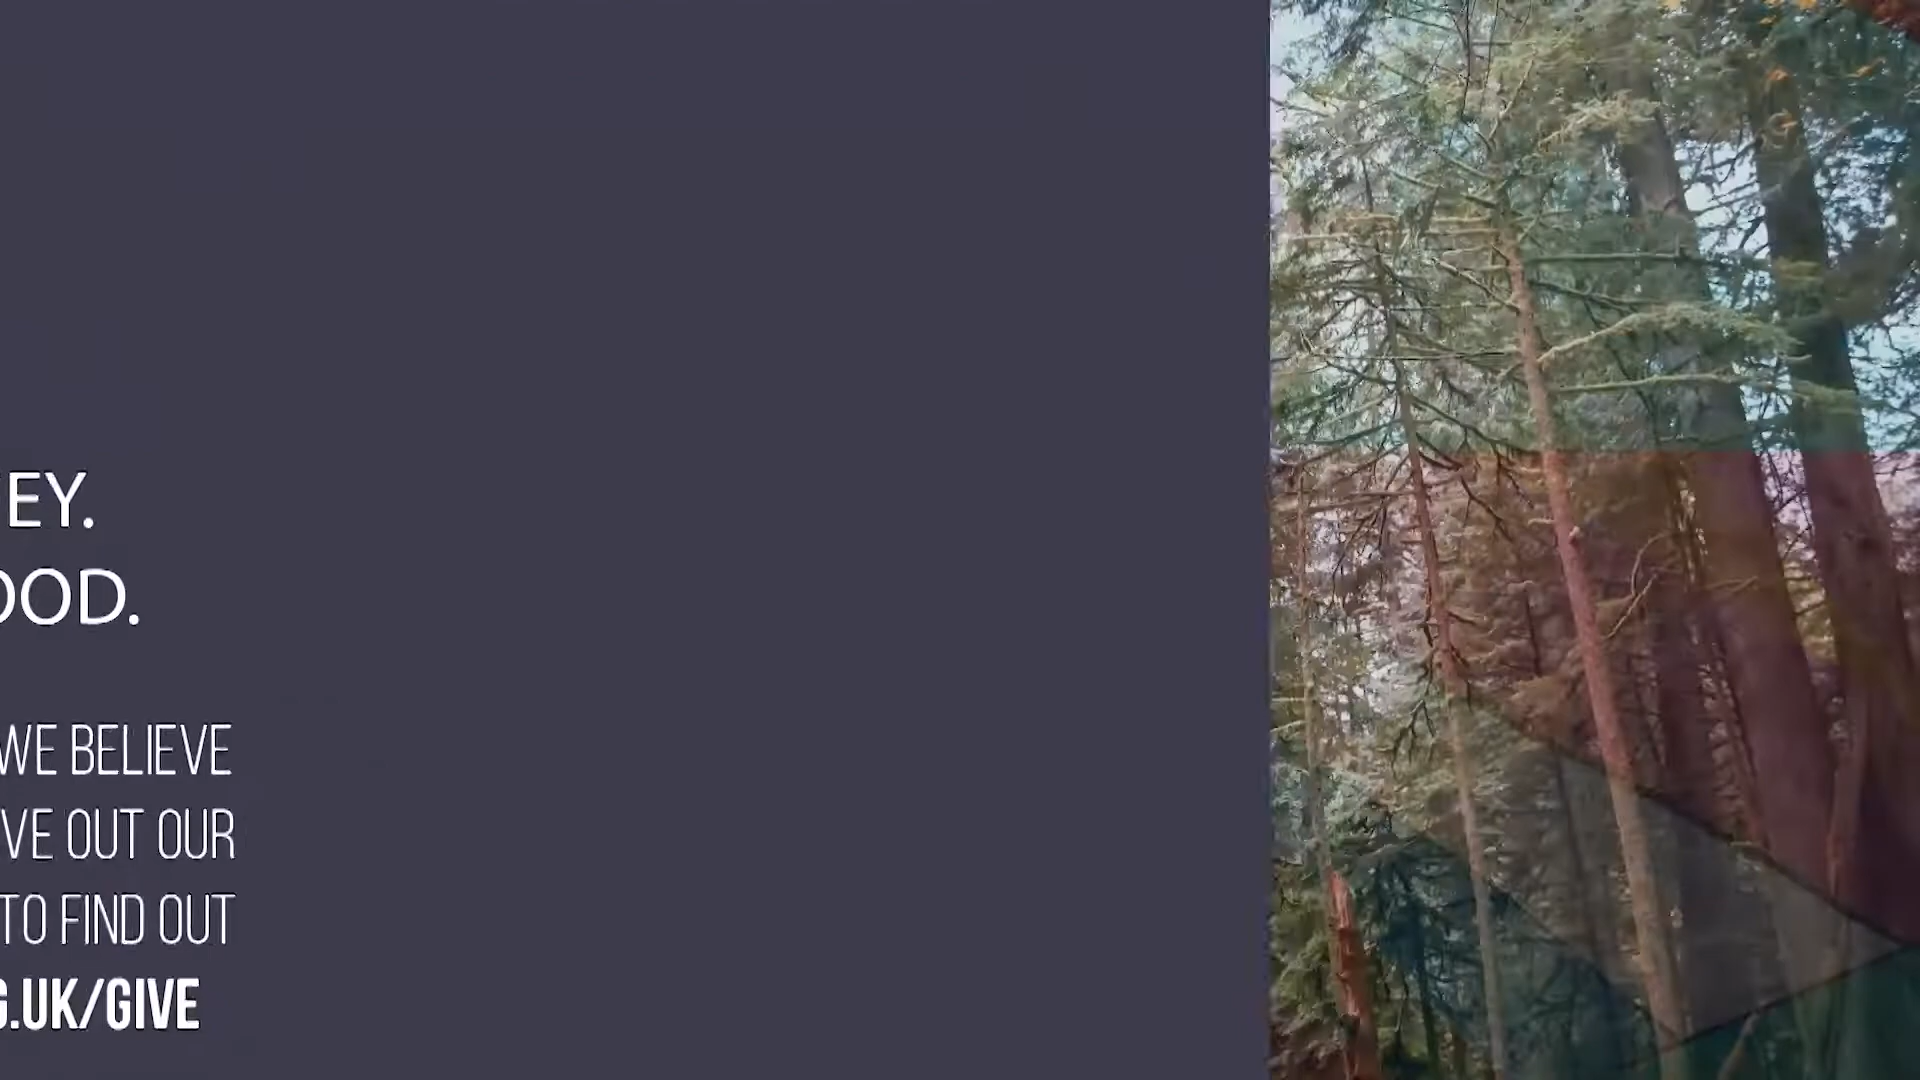 EY.
OOD.
WE BELIEVE
VE OUT OUR
TO FIND OUT
G.UK/GIVE